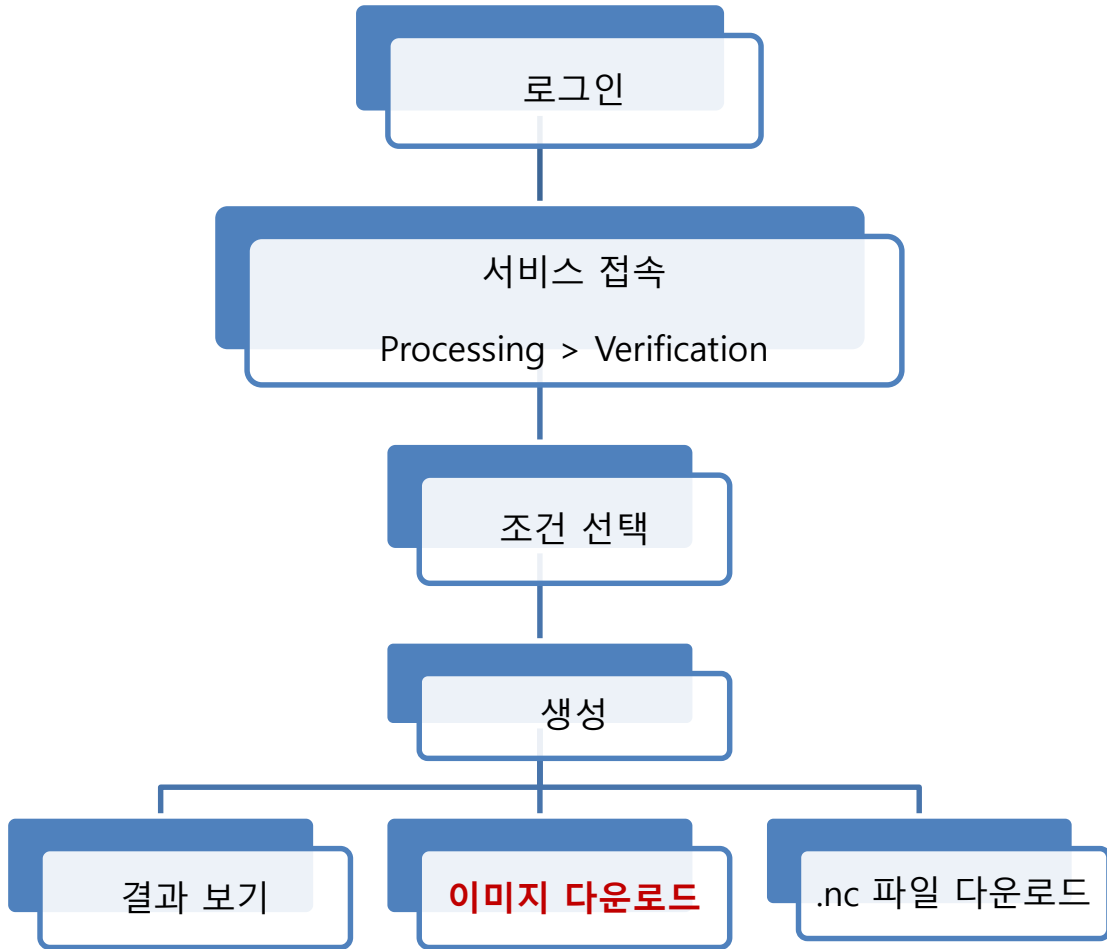 로그인
서비스 접속
Processing > Verification
조건 선택
생성
결과 보기
이미지 다운로드
.nc 파일 다운로드